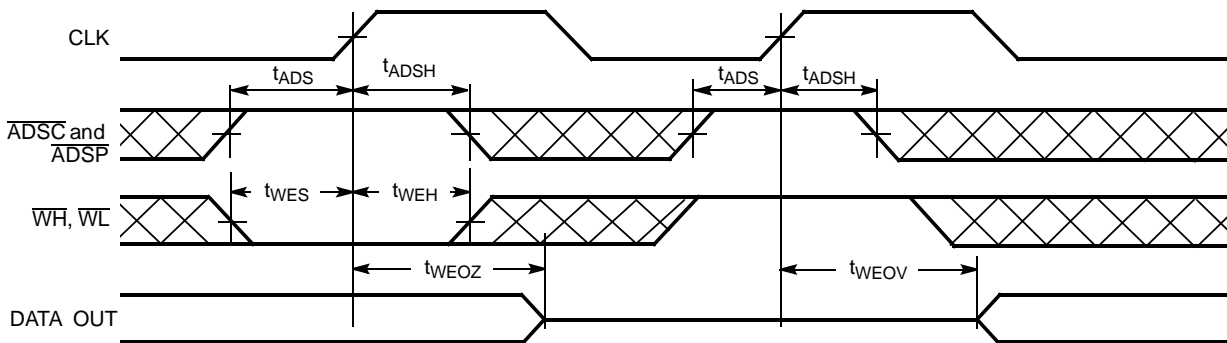 CLK
tADS tADSH tADS tADSH
ADSC and
ADSP
tWES tWEH
WH, WL
tWEOZ tWEOV
DATA OUT